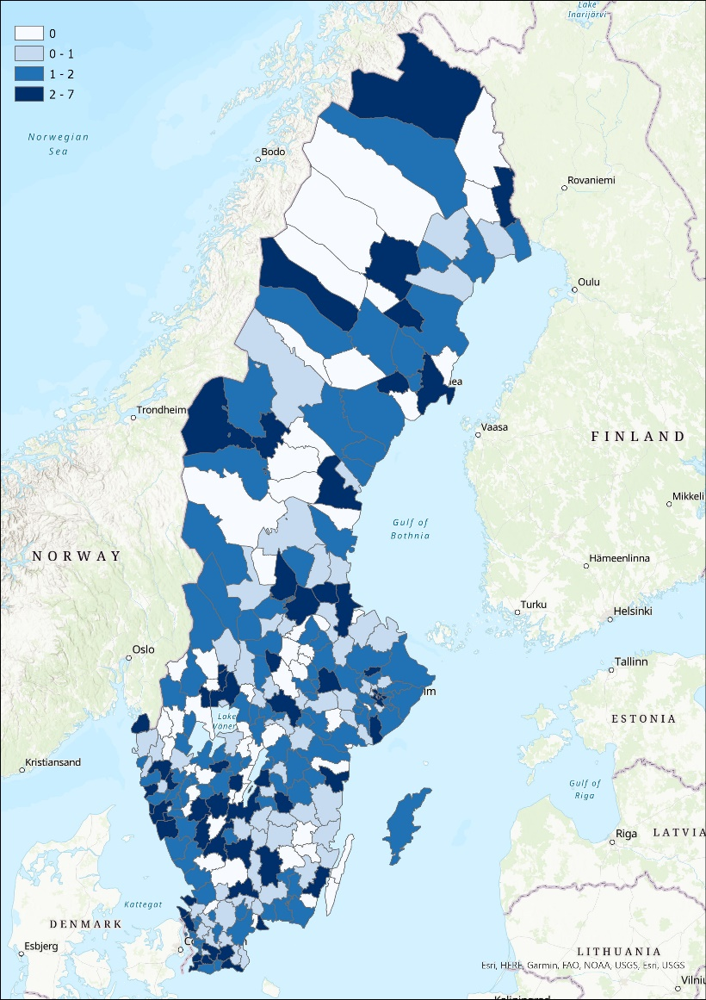 Lake
Inarijärvi
0
0 - 1
1 - 2
2 - 7
Norwegian
Sea
Bodo
Rovaniemi
Oulu
Trondheim
Vaasa
FINLAND
Mikkeli
Gulf of
Bothnia
NORWAY
Hämeenlinna
Turku
Helsinki
Oslo
Tallinn
ESTONIA
Lake
Väner
Kristiansand
Gulf of
Riga
Riga
LATVIA
Kattegat
DENMARK
Esbjerg
LITHUANIA
Esri, HERE, Garmin, FAO, NOAA, USGS, Esri, USGS